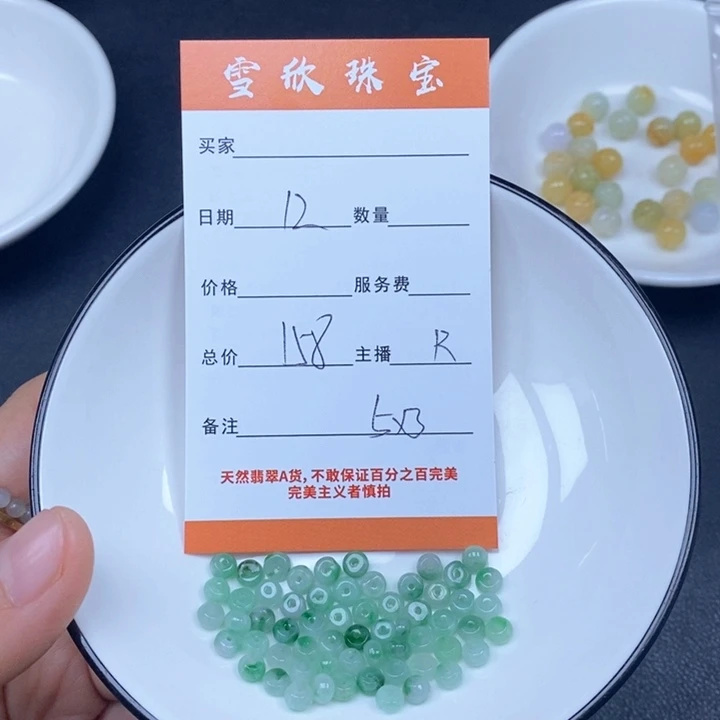 雪欣珠宝
买家
日期 12 数量
价格 服务费
总价 158 主播 R
备注 5x3
天然翡翠A货,不敢保证百分之百完美
完美主义者慎拍